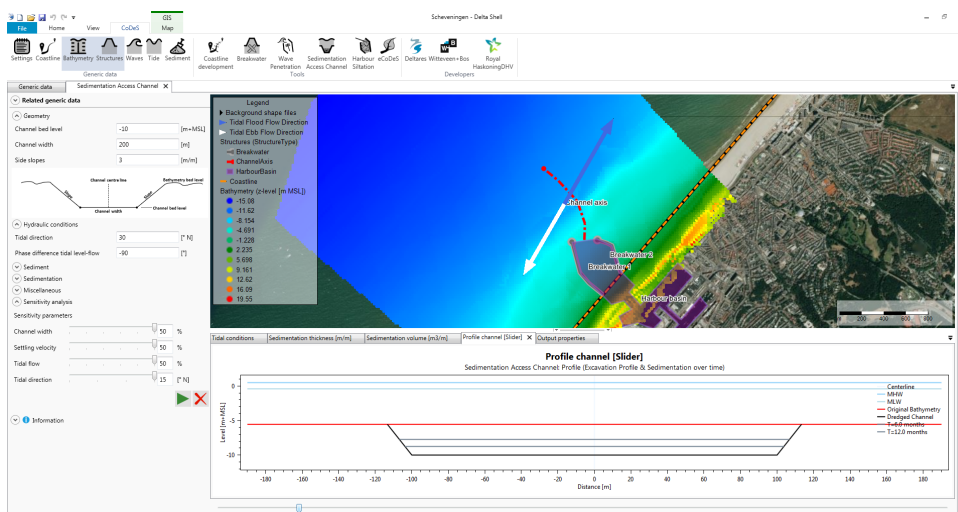 Scheveningen - Delta Shell
GIS
File Home View CoDeS Map
Settings Coastline Bathymetry Structures Waves Tide Sediment
Generic data
Coastline development Breakwater Wave Penetration Sedimentation Access Channel Harbour Siltation eCoDeS
Tools
Deltares Witteveen+Bos Royal HaskoningDHV
Developers
Generic data Sedimentation Access Channel
Related generic data
Geometry
Channel bed level -10 [m+MSL]
Channel width 200 [m]
Side slopes 3 [m/m]
Channel centre line
Bathymetry bed level
Slope
Slope
Channel width
Channel bed level
Hydraulic conditions
Tidal direction 30 [° N]
Phase difference tidal level-flow -90 [°]
Sediment
Sedimentation
Miscellaneous
Sensitivity analysis
Sensitivity parameters
Channel width 50 %
Settling velocity 50 %
Tidal flow 50 %
Tidal direction 15 [° N]
Information
Legend
Background shape files
Tidal Flood Flow Direction
Tidal Ebb Flow Direction
Structures (StructureType)
Breakwater
ChannelAxis
HarbourBasin
Coastline
Bathymetry (z-level [m MSL])
-15.08
-11.62
-8.154
-4.691
-1.228
2.235
5.698
9.161
12.62
16.09
19.55
Channel axis
Breakwater 2
Breakwater 1
Harbour basin
200 400 600 800
Tidal conditions Sedimentation thickness [m/m] Sedimentation volume [m3/m] Profile channel [Slider] Output properties
Profile channel [Slider]
Sedimentation Access Channel: Profile (Excavation Profile & Sedimentation over time)
Level [m+MSL]
0
-5
-10
Centerline
MHW
MLW
Original Bathymetry
Dredged Channel
T=6.0 months
T=12.0 months
-180 -160 -140 -120 -100 -80 -60 -40 -20 0 20 40 60 80 100 120 140 160 180
Distance [m]